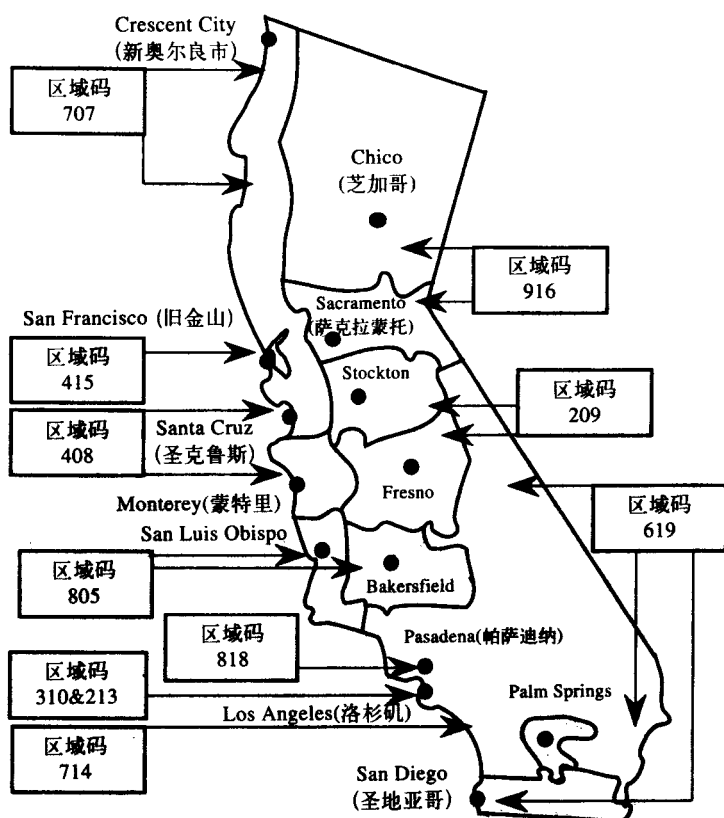 Crescent City
(新奥尔良市)
区域码
707
Chico
(芝加哥)
区域码
916
Sacramento
(萨克拉蒙托)
San Francisco (旧金山)
区域码
415
Stockton
区域码
209
Santa Cruz
(圣克鲁斯)
区域码
408
Fresno
Monterey(蒙特里)
区域码
619
San Luis Obispo
区域码
805
Bakersfield
Pasadena(帕萨迪纳)
区域码
818
区域码
310&213
Palm Springs
Los Angeles(洛杉矶)
区域码
714
San Diego
(圣地亚哥)